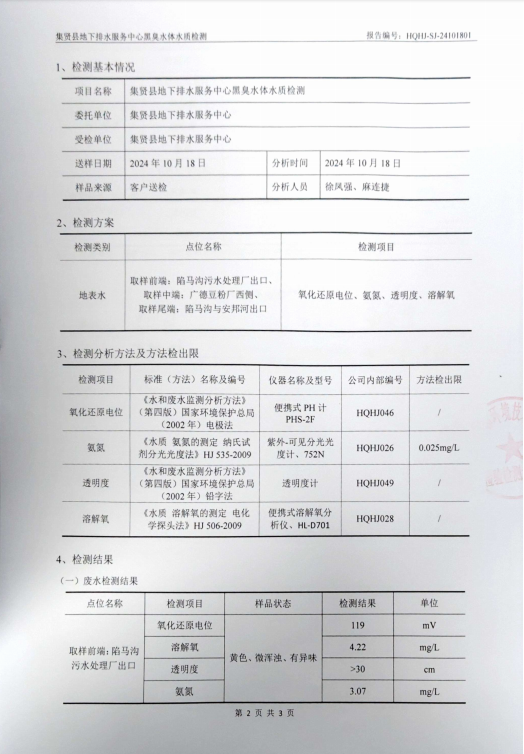 集贤县地下排水服务中心黑臭水体水质检测 报告编号：HQHJ-SJ-24101801
1、检测基本情况
项目名称 集贤县地下排水服务中心黑臭水体水质检测
委托单位 集贤县地下排水服务中心
受检单位 集贤县地下排水服务中心
送样日期 2024 年 10 月 18 日 分析时间 2024 年 10 月 18 日
样品来源 客户送检 分析人员 徐凤强、麻连捷
2、检测方案
检测类别 点位名称 检测项目
地表水
取样前端：陷马沟污水处理厂出口、
取样中端：广德豆粉厂西侧、
取样尾端：陷马沟与安邦河出口
氧化还原电位、氨氮、透明度、溶解氧
3、检测分析方法及方法检出限
检测项目 标准（方法）名称及编号 仪器名称及型号 公司内部编号 方法检出限
氧化还原电位
《水和废水监测分析方法》
（第四版）国家环境保护总局
（2002 年）电极法
便携式 PH 计
PHS-2F
HQHJ046 /
氨氮
《水质 氨氮的测定 纳氏试
剂分光光度法》HJ 535-2009
紫外-可见分光光
度计、752N
HQHJ026 0.025mg/L
透明度
《水和废水监测分析方法》
（第四版）国家环境保护总局
（2002 年）铅字法
透明度计 HQHJ049 /
溶解氧
《水质 溶解氧的测定 电化
学探头法》HJ 506-2009
便携式溶解氧分
析仪、HL-D701
HQHJ028 /
4、检测结果
（一）废水检测结果
点位名称 检测项目 样品状态 检测结果 单位
取样前端：陷马沟
污水处理厂出口
氧化还原电位 黄色、微浑浊、有异味 119 mV
溶解氧 4.22 mg/L
透明度 >30 cm
氨氮 3.07 mg/L
第 2 页 共 3 页